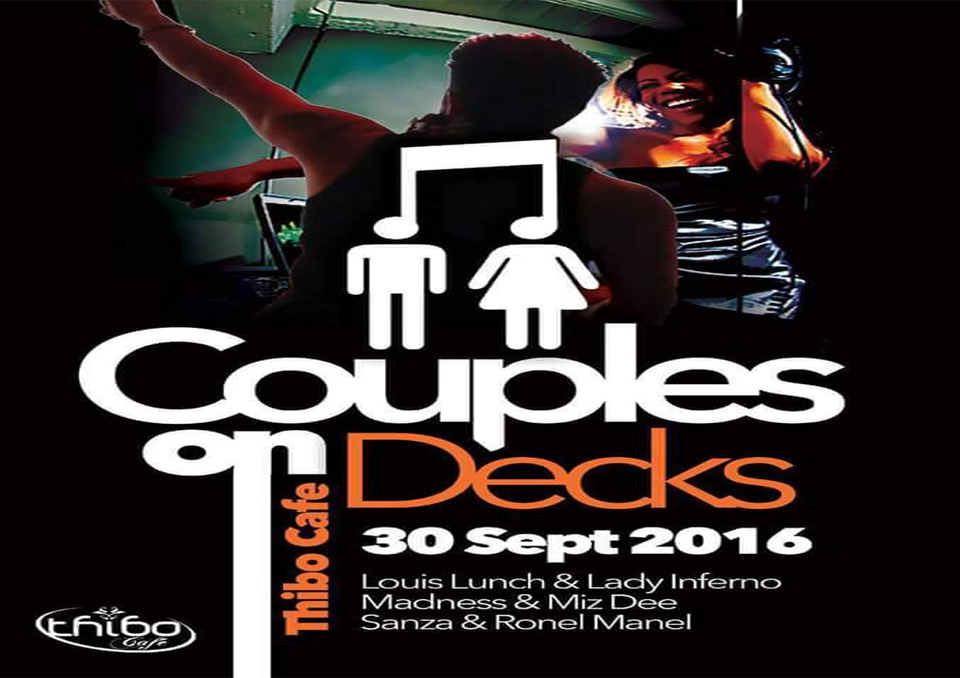 Couples
on Decks
Thibo Cafe
30 Sept 2016
Louis Lunch & Lady Inferno
Madness & Miz Dee
Sanza & Ronel Manel
thibo
Cafe